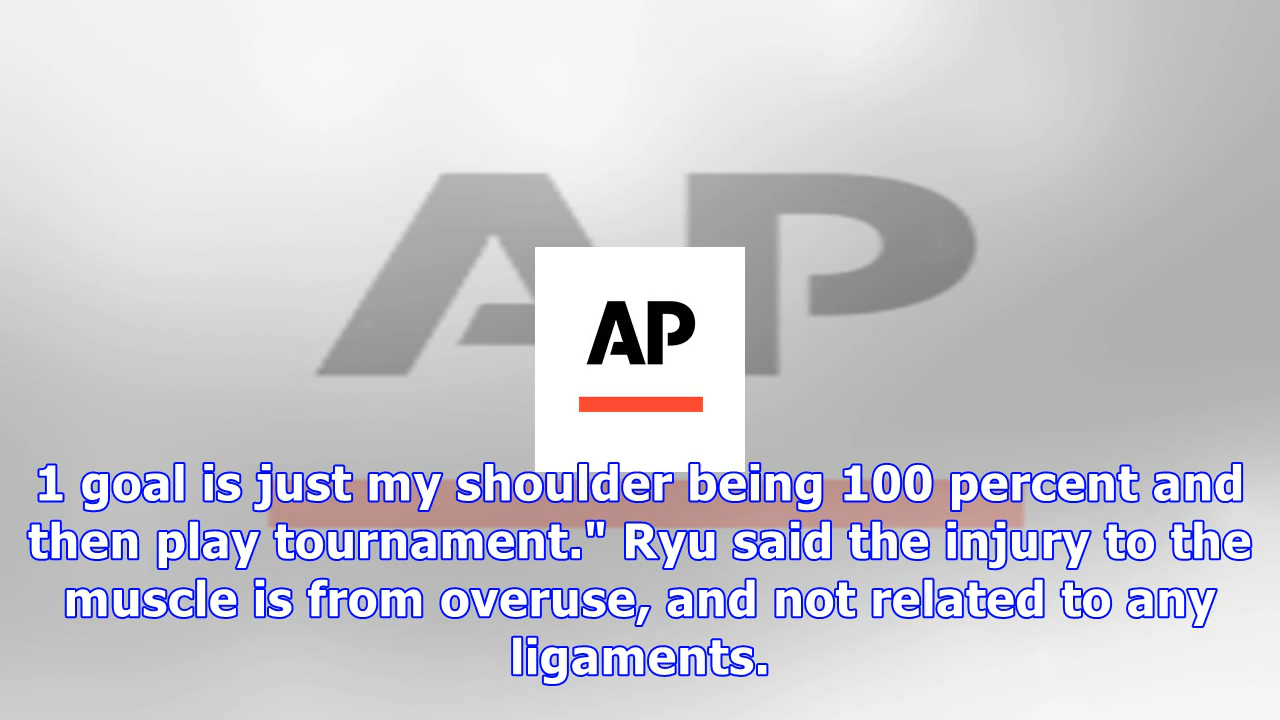 AP
AP
1 goal is just my shoulder being 100 percent and
then play tournament." Ryu said the injury to the
muscle is from overuse, and not related to any
ligaments.